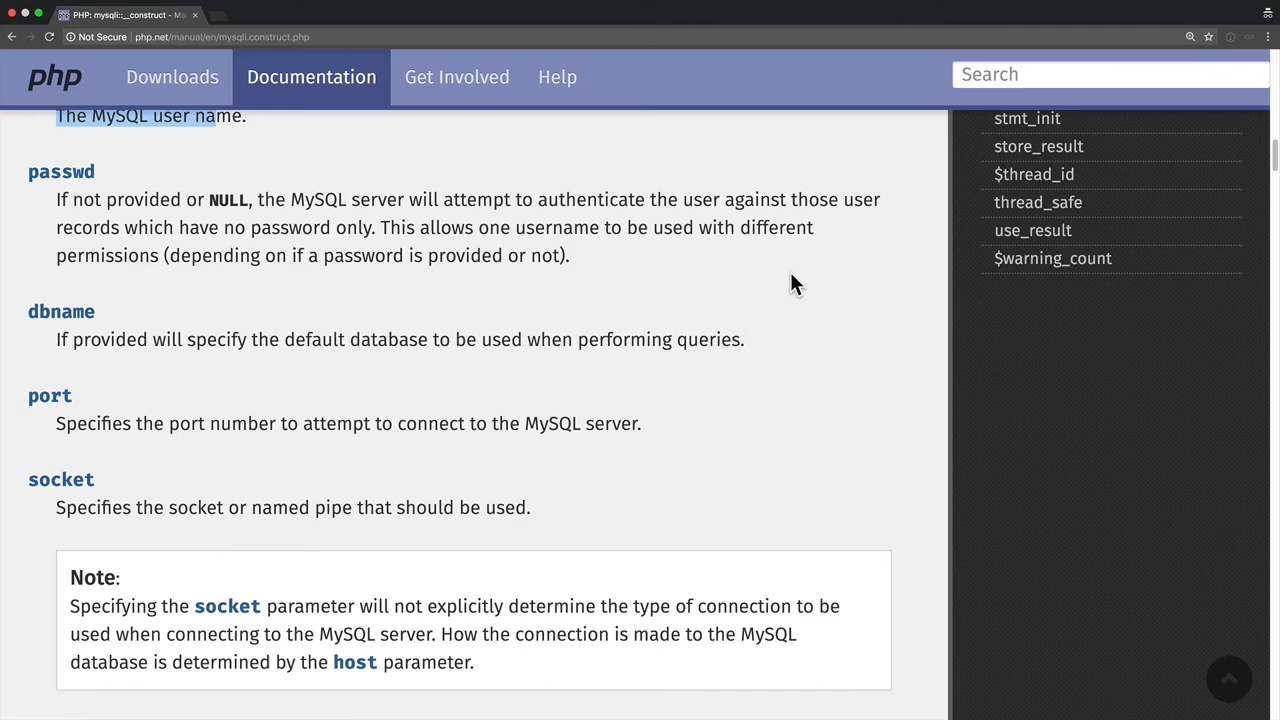 PHP: mysqli::__construct - Ma
Not Secure | php.net/manual/en/mysqli.construct.php
php Downloads Documentation Get Involved Help Search
The MySQL user name.
passwd
If not provided or NULL, the MySQL server will attempt to authenticate the user against those user
records which have no password only. This allows one username to be used with different
permissions (depending on if a password is provided or not).
dbname
If provided will specify the default database to be used when performing queries.
port
Specifies the port number to attempt to connect to the MySQL server.
socket
Specifies the socket or named pipe that should be used.
Note:
Specifying the socket parameter will not explicitly determine the type of connection to be
used when connecting to the MySQL server. How the connection is made to the MySQL
database is determined by the host parameter.
stmt_init
store_result
$thread_id
thread_safe
use_result
$warning_count